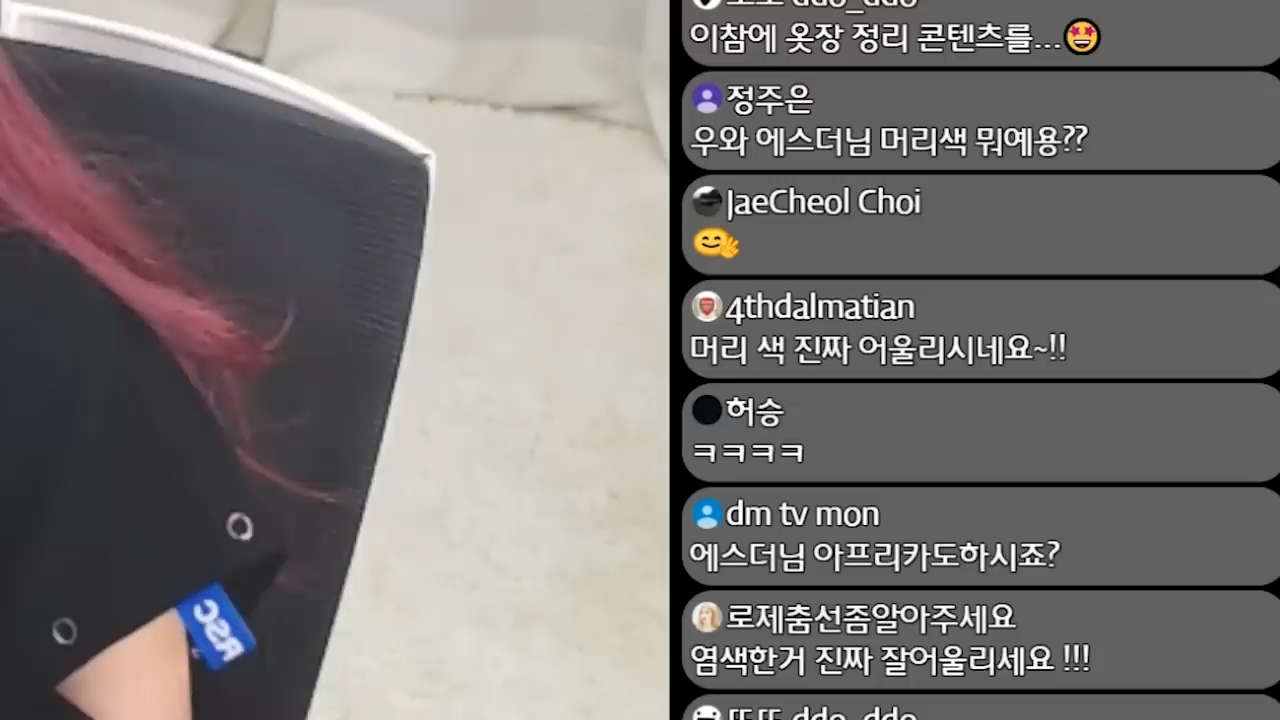 이참에 옷장 정리 콘텐츠를...🤩
정주은
우와 에스더님 머리색 뭐예용??
JaeCheol Choi
4thdalmatian
머리 색 진짜 어울리시네요~!!
허승
ㅋㅋㅋㅋ
dm tv mon
에스더님 아프리카도하시죠?
로제춤선좀알아주세요
염색한거 진짜 잘어울리세요 !!!
RSC